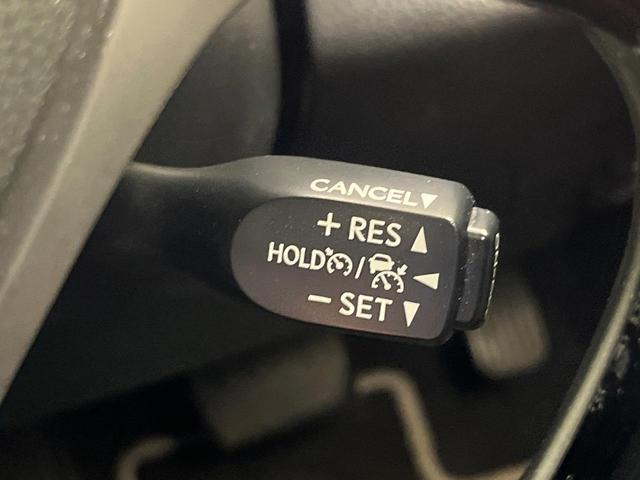 CANCEL▼
+ RES ▲
HOLD / ◀
− SET ▼